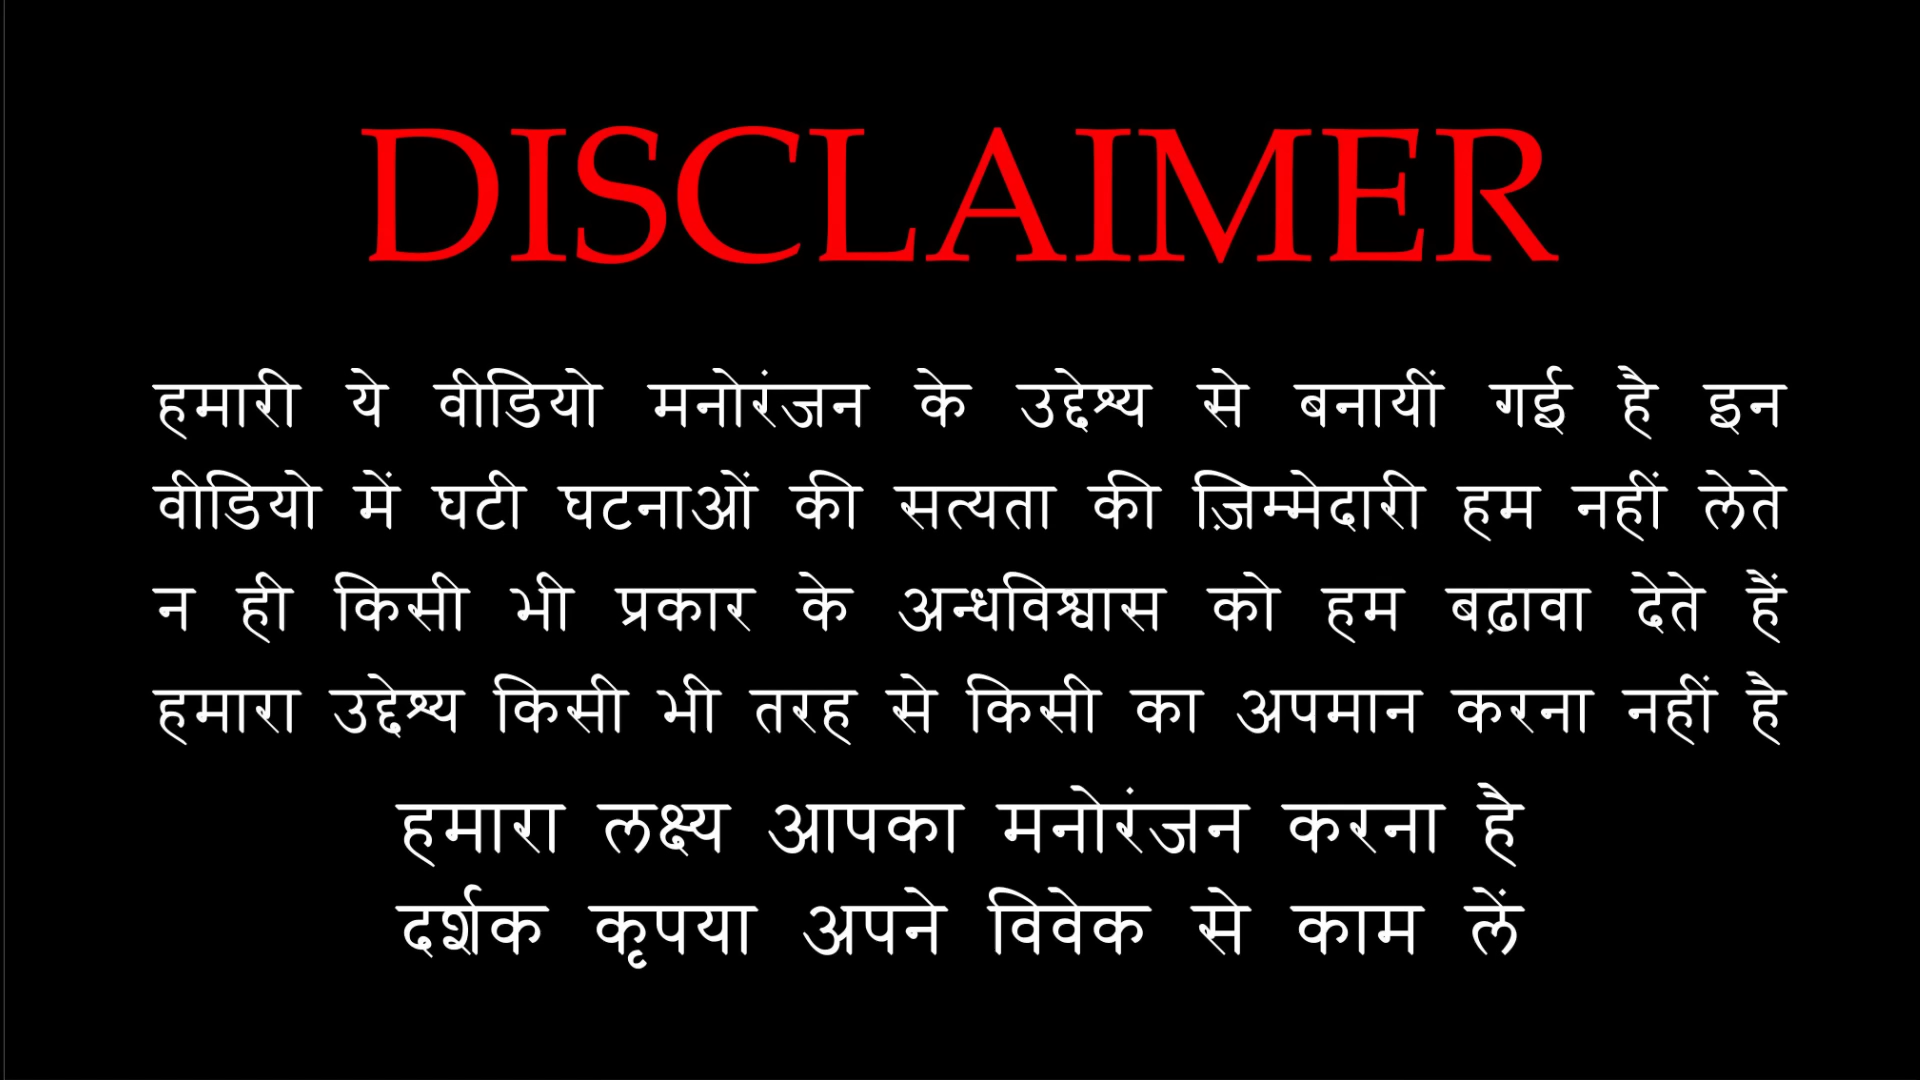 DISCLAIMER
हमारी ये वीडियो मनोरंजन के उद्देश्य से बनायीं गई है इन
वीडियो में घटी घटनाओं की सत्यता की ज़िम्मेदारी हम नहीं लेते
न ही किसी भी प्रकार के अन्धविश्वास को हम बढ़ावा देते हैं
हमारा उद्देश्य किसी भी तरह से किसी का अपमान करना नहीं है
हमारा लक्ष्य आपका मनोरंजन करना है
दर्शक कृपया अपने विवेक से काम लें